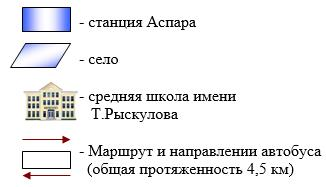 - станция Аспара
- село
- средняя школа имени
Т.Рыскулова
- Маршрут и направлении автобуса
(общая протяженность 4,5 км)